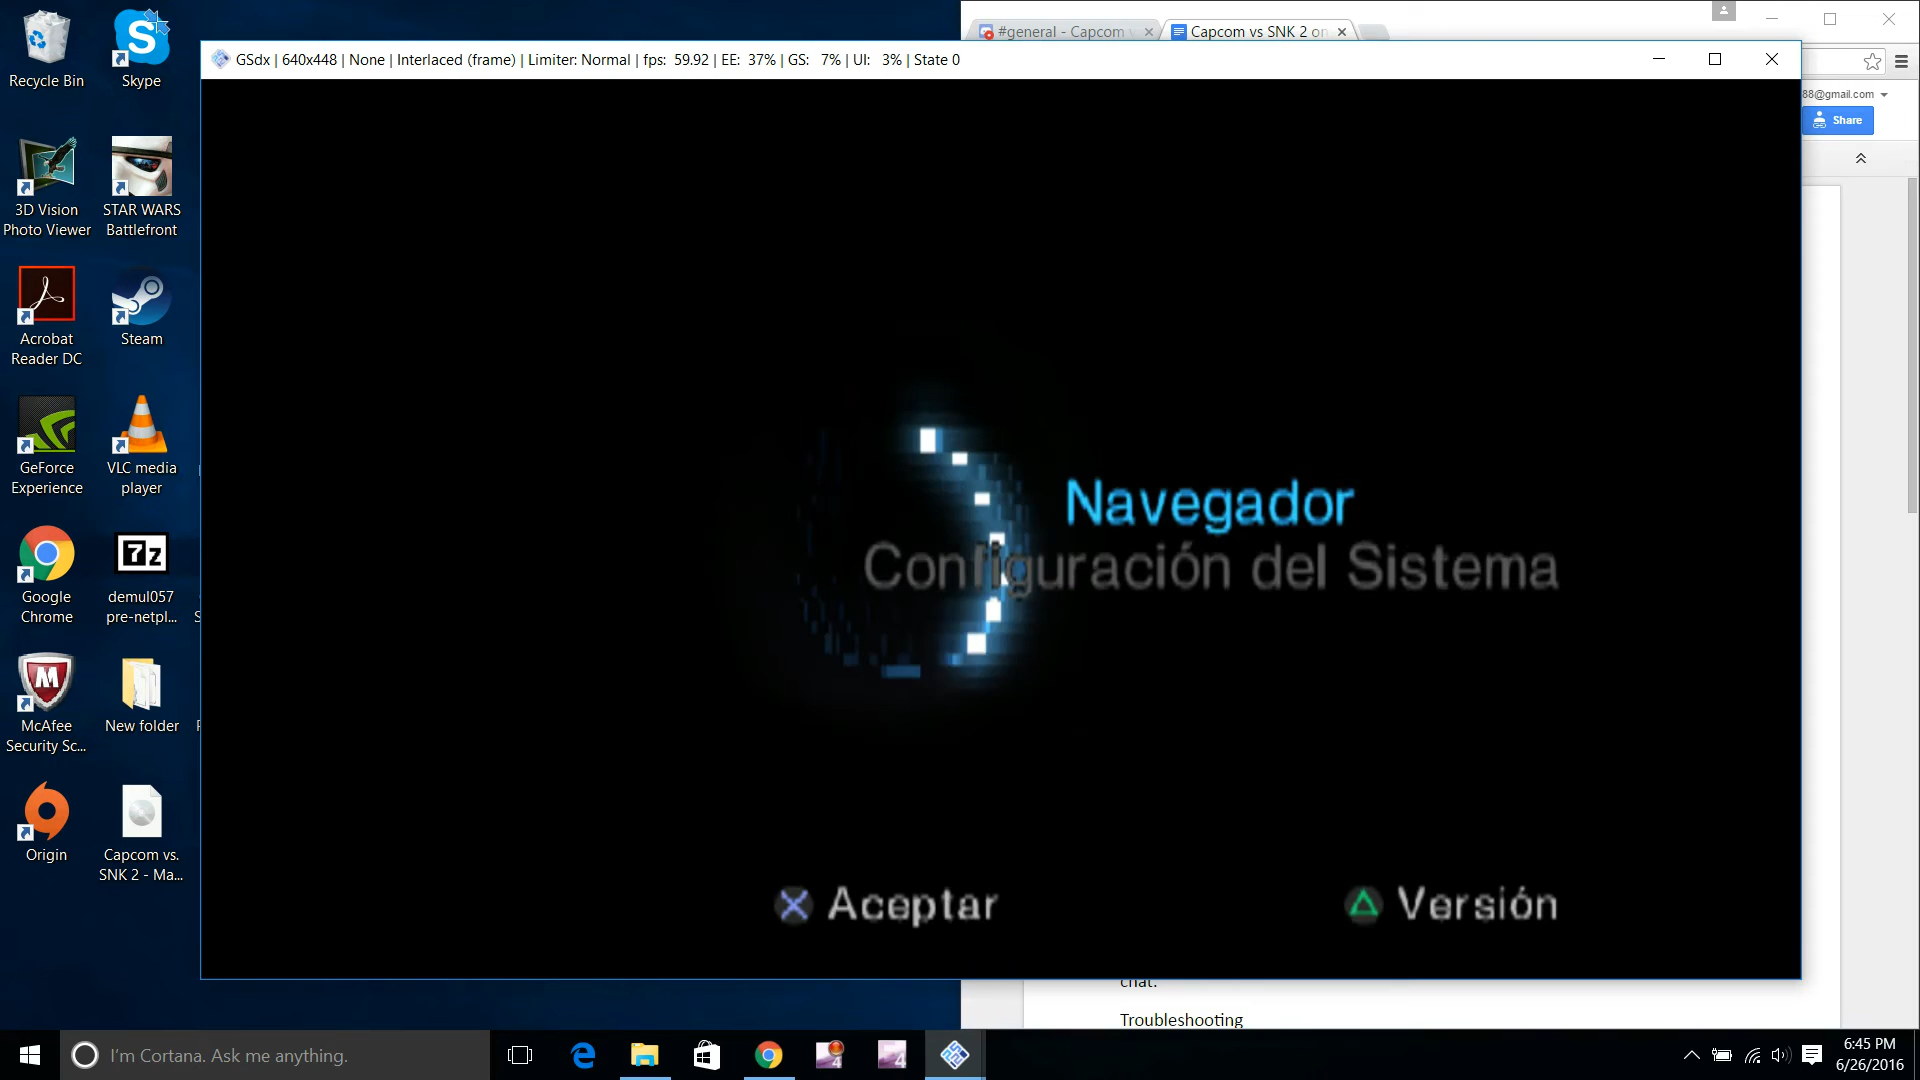 Recycle Bin
Skype
3D Vision
Photo Viewer
STAR WARS
Battlefront
Acrobat
Reader DC
Steam
GeForce
Experience
VLC media
player
Google
Chrome
7z
demul057
pre-netpl...
McAfee
Security Sc...
New folder
Origin
Capcom vs.
SNK 2 - Ma...
#general - Capcom v
Capcom vs SNK 2 on
GSdx | 640x448 | None | Interlaced (frame) | Limiter: Normal | fps: 59.92 | EE: 37% | GS: 7% | UI: 3% | State 0
88@gmail.com
Share
Navegador
Configuración del Sistema
Aceptar
Versión
chat.
Troubleshooting
I'm Cortana. Ask me anything.
6:45 PM
6/26/2016